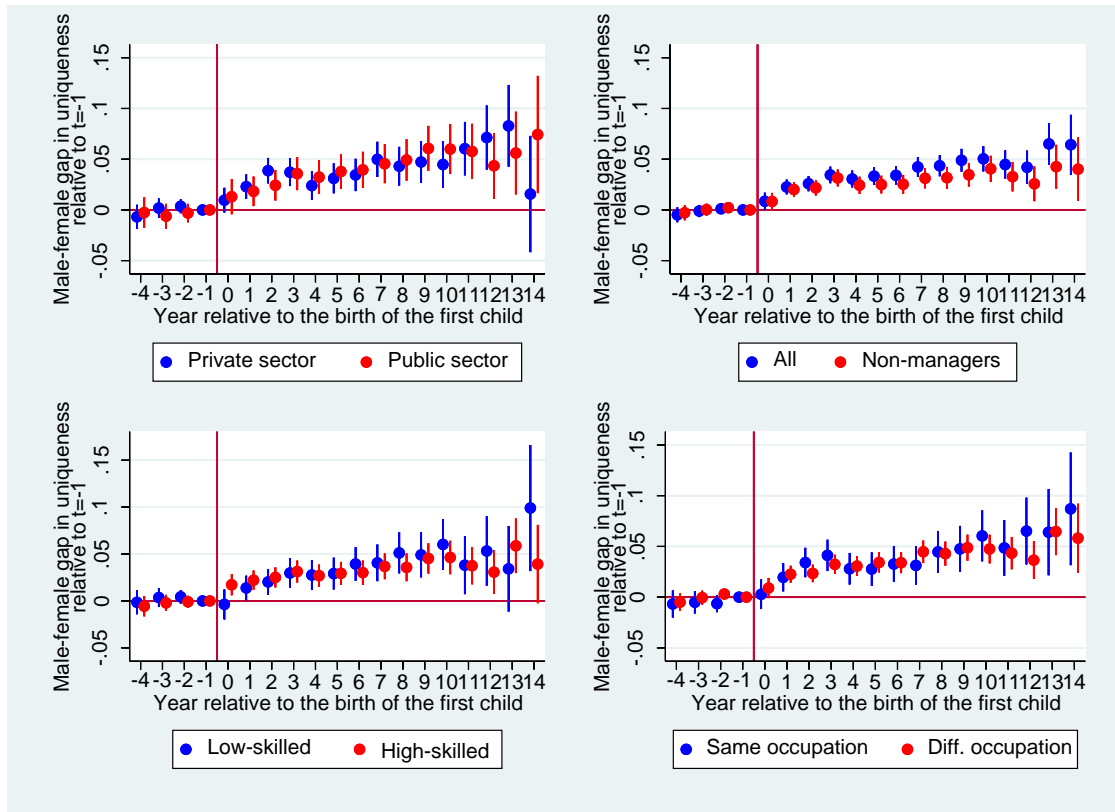 Male-female gap in uniqueness
relative to t=-1
.15
.1
.05
0
-.05
-4 -3 -2 -1 0 1 2 3 4 5 6 7 8 9 10 11 12 13 14
Year relative to the birth of the first child
Private sector Public sector
Male-female gap in uniqueness
relative to t=-1
.15
.1
.05
0
-.05
-4 -3 -2 -1 0 1 2 3 4 5 6 7 8 9 10 11 12 13 14
Year relative to the birth of the first child
All Non-managers
Male-female gap in uniqueness
relative to t=-1
.15
.1
.05
0
-.05
-4 -3 -2 -1 0 1 2 3 4 5 6 7 8 9 10 11 12 13 14
Year relative to the birth of the first child
Low-skilled High-skilled
Male-female gap in uniqueness
relative to t=-1
.15
.1
.05
0
-.05
-4 -3 -2 -1 0 1 2 3 4 5 6 7 8 9 10 11 12 13 14
Year relative to the birth of the first child
Same occupation Diff. occupation